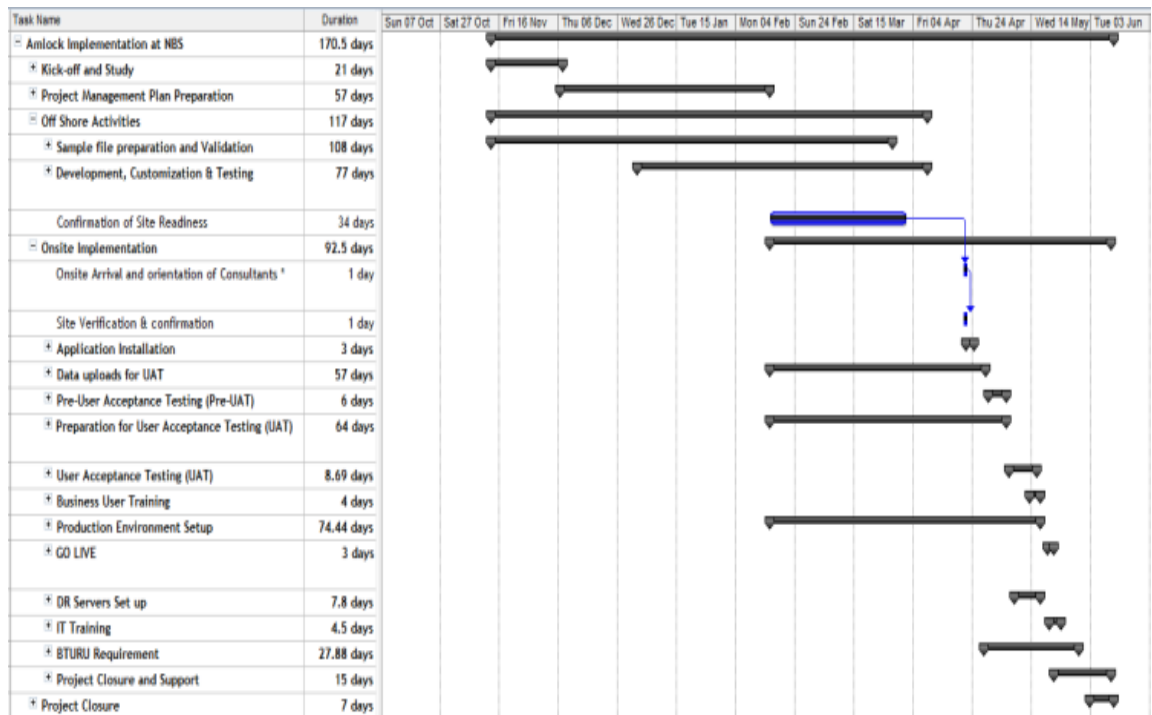 Task Name Duration Sun 07 Oct Sat 27 Oct Fri 16 Nov Thu 06 Dec Wed 26 Dec Tue 15 Jan Mon 04 Feb Sun 24 Feb Sat 15 Mar Fri 04 Apr Thu 24 Apr Wed 14 May Tue 03 Jun
Amlock Implementation at NBS 170.5 days
Kick-off and Study 21 days
Project Management Plan Preparation 57 days
Off Shore Activities 117 days
Sample file preparation and Validation 108 days
Development, Customization & Testing 77 days
Confirmation of Site Readiness 34 days
Onsite Implementation 92.5 days
Onsite Arrival and orientation of Consultants * 1 day
Site Verification & confirmation 1 day
Application Installation 3 days
Data uploads for UAT 57 days
Pre-User Acceptance Testing (Pre-UAT) 6 days
Preparation for User Acceptance Testing (UAT) 64 days
User Acceptance Testing (UAT) 8.69 days
Business User Training 4 days
Production Environment Setup 74.44 days
GO LIVE 3 days
DR Servers Set up 7.8 days
IT Training 4.5 days
BTURU Requirement 27.88 days
Project Closure and Support 15 days
Project Closure 7 days